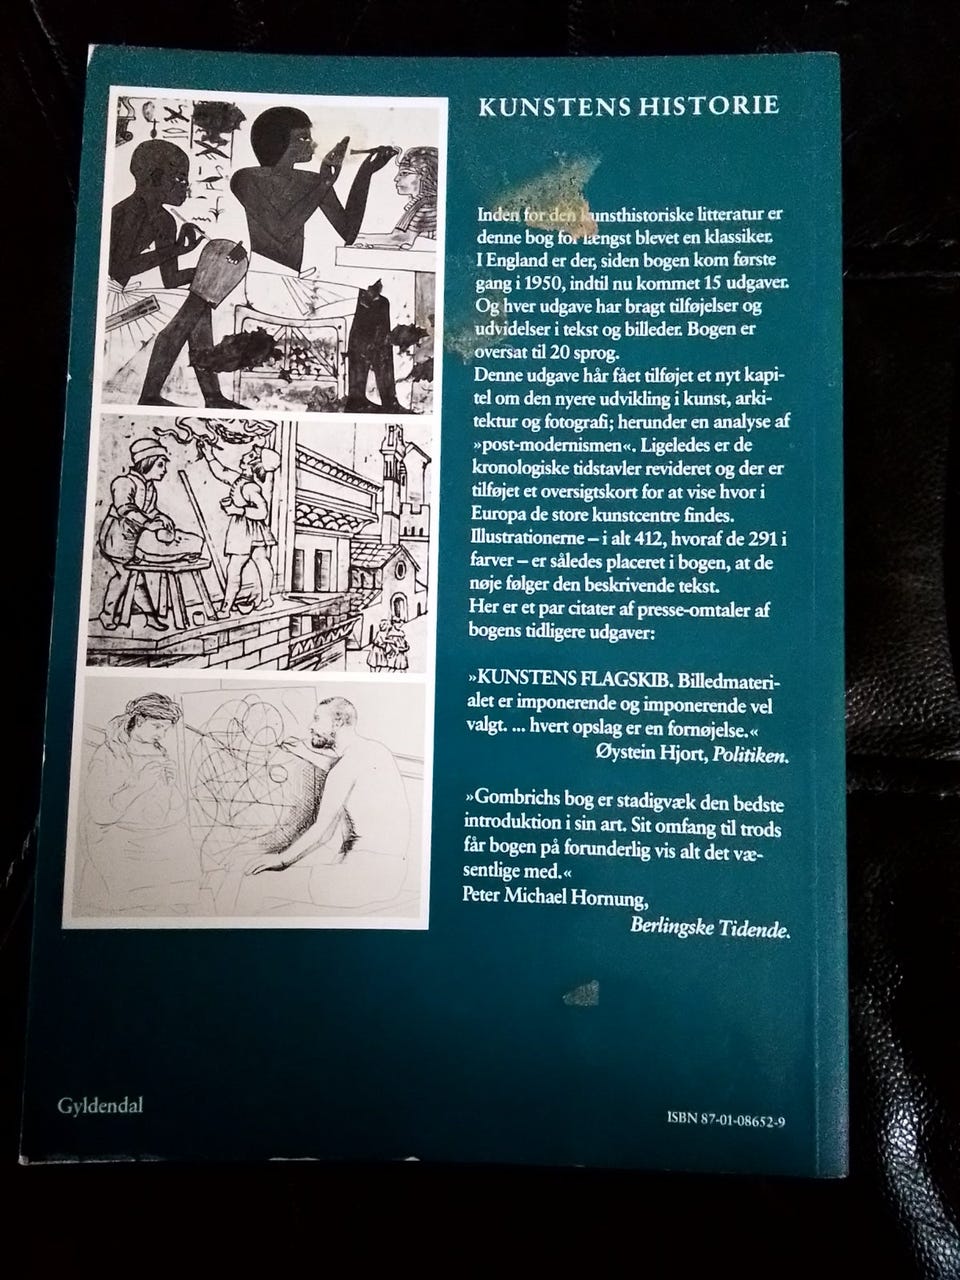 KUNSTENS HISTORIE
Inden for den kunsthistoriske litteratur er
denne bog for længst blevet en klassiker.
I England er der, siden bogen kom første
gang i 1950, indtil nu kommet 15 udgaver.
Og hver udgave har bragt tilføjelser og
udvidelser i tekst og billeder. Bogen er
oversat til 20 sprog.
Denne udgave hår fået tilføjet et nyt kapi-
tel om den nyere udvikling i kunst, arki-
tektur og fotografi; herunder en analyse af
»post-modernismen«. Ligeledes er de
kronologiske tidstavler revideret og der er
tilføjet et oversigtskort for at vise hvor i
Europa de store kunstcentre findes.
Illustrationerne – i alt 412, hvoraf de 291 i
farver – er således placeret i bogen, at de
nøje følger den beskrivende tekst.
Her er et par citater af presse-omtaler af
bogens tidligere udgaver:
»KUNSTENS FLAGSKIB. Billedmateri-
alet er imponerende og imponerende vel
valgt. ... hvert opslag er en fornøjelse.«
Øystein Hjort, Politiken.
»Gombrichs bog er stadigvæk den bedste
introduktion i sin art. Sit omfang til trods
får bogen på forunderlig vis alt det væ-
sentlige med.«
Peter Michael Hornung,
Berlingske Tidende.
Gyldendal
ISBN 87-01-08652-9